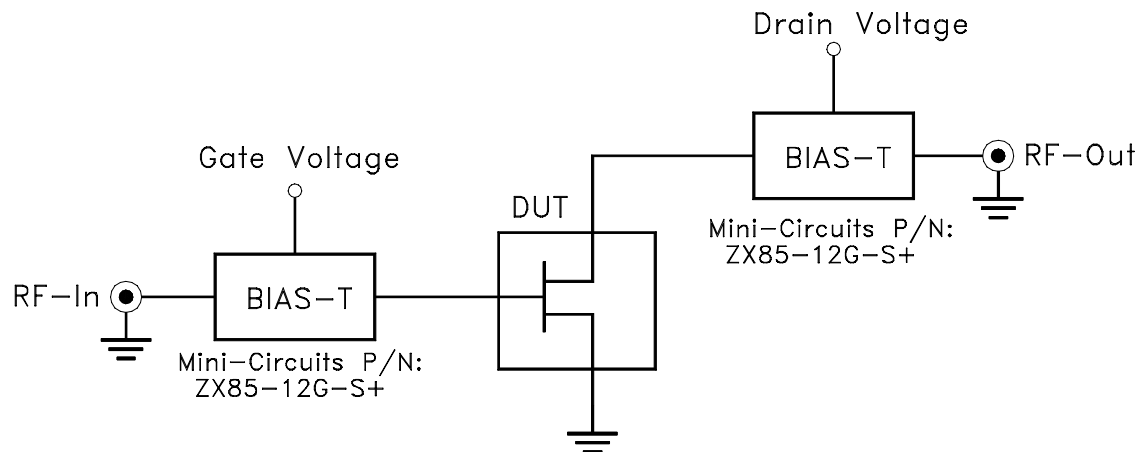 Drain Voltage
BIAS-T
RF-Out
Mini-Circuits P/N:
ZX85-12G-S+
Gate Voltage
DUT
RF-In
BIAS-T
Mini-Circuits P/N:
ZX85-12G-S+